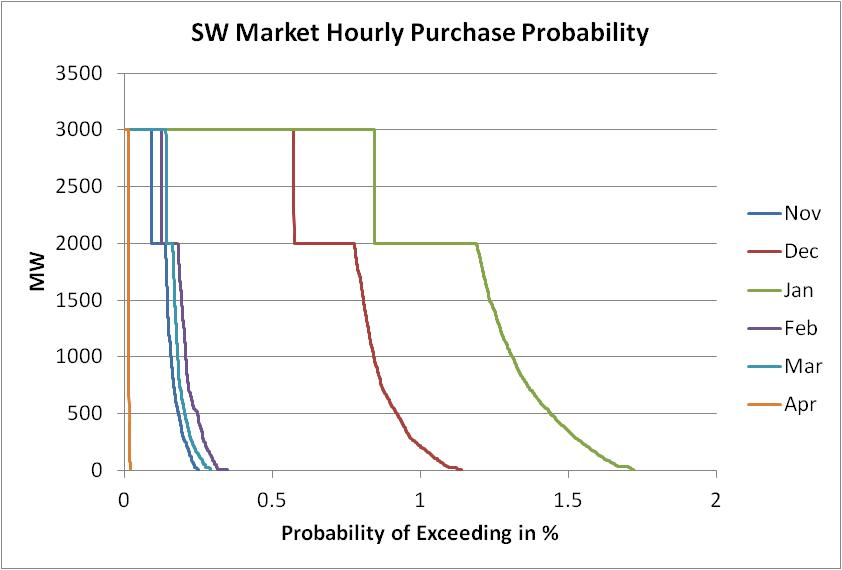 SW Market Hourly Purchase Probability
3500
3000
2500
2000
1500
1000
500
0
MW
0 0.5 1 1.5 2
Probability of Exceeding in %
Nov
Dec
Jan
Feb
Mar
Apr